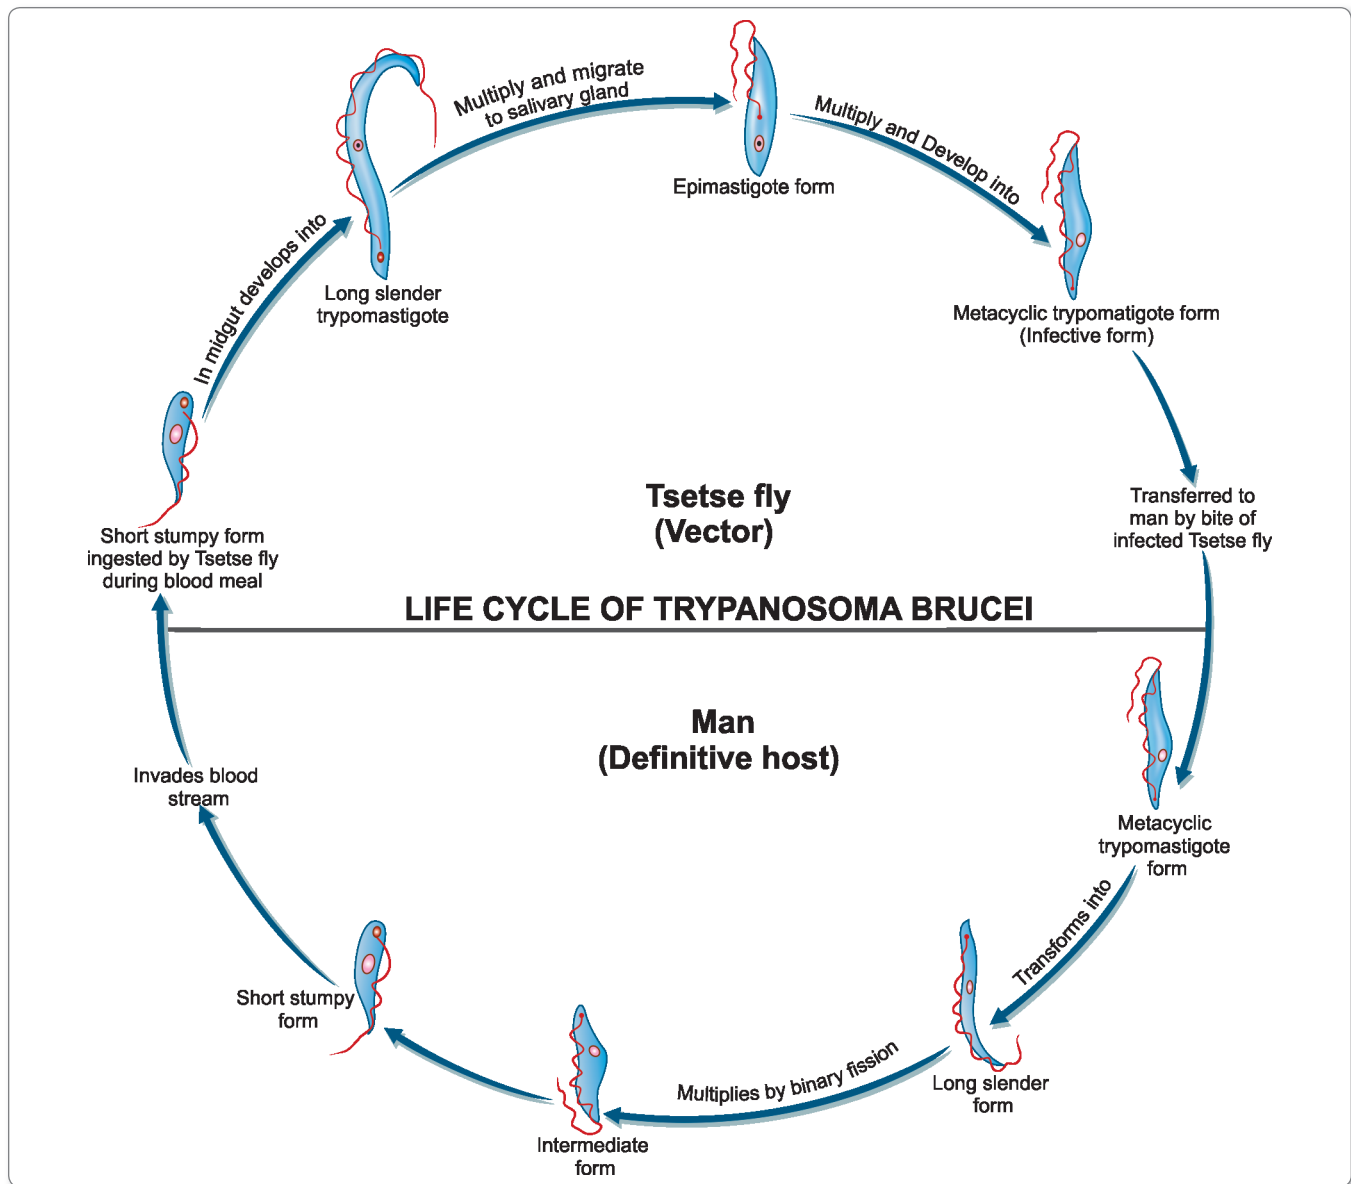 Multiply and migrate
to salivary gland
Multiply and Develop into
Epimastigote form
In midgut develops into
Long slender
trypomastigote
Metacyclic trypomatigote form
(Infective form)
Short stumpy form
ingested by Tsetse fly
during blood meal
Tsetse fly
(Vector)
Transferred to
man by bite of
infected Tsetse fly
LIFE CYCLE OF TRYPANOSOMA BRUCEI
Man
(Definitive host)
Invades blood
stream
Metacyclic
trypomastigote
form
Transforms into
Short stumpy
form
Multiplies by binary fission
Long slender
form
Intermediate
form